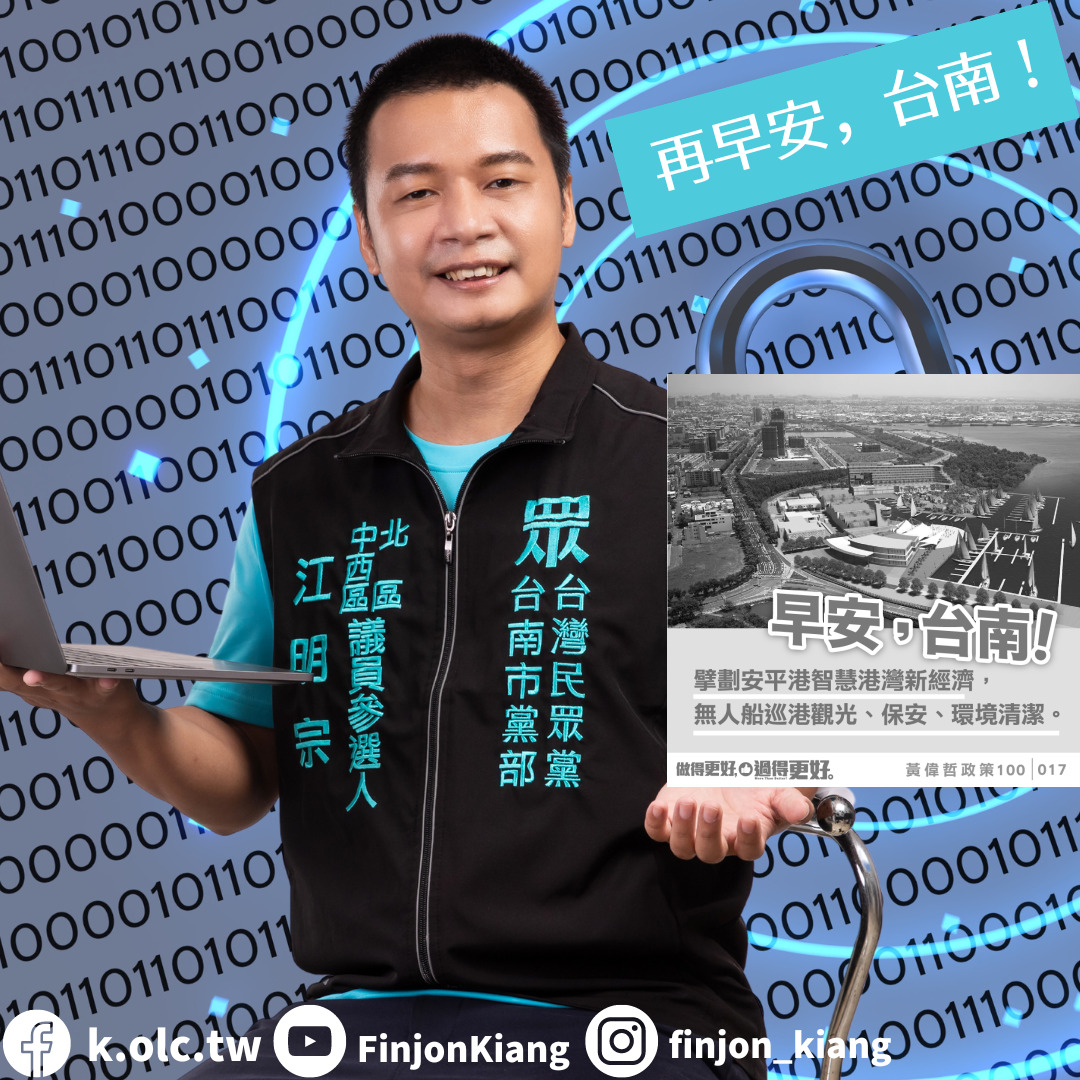 再早安，台南！
北區
中西區
議員參選人
江明宗
眾
台灣民眾黨
台南市黨部
早安，台南!
擘劃安平港智慧港灣新經濟，
無人船巡港觀光、保安、環境清潔。
做得更好,過得更好。
黃偉哲政策100|017
k.olc.tw
FinjonKiang
finjon_kiang